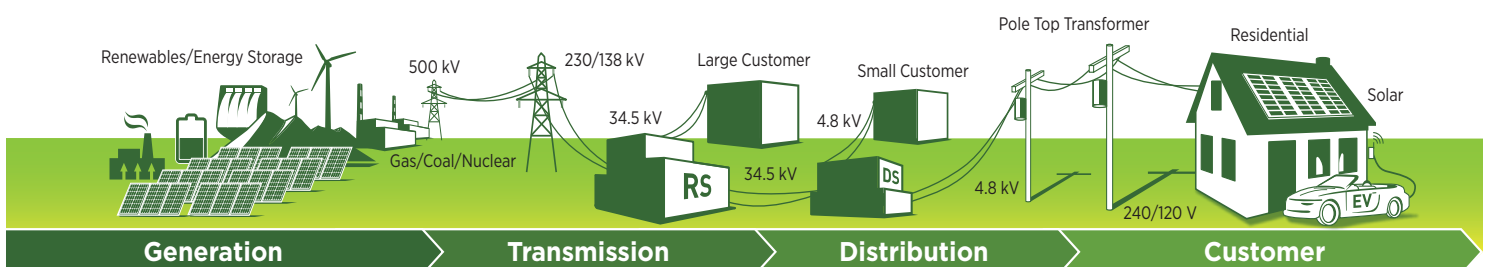 Renewables/Energy Storage
500 kV
Gas/Coal/Nuclear
230/138 kV
34.5 kV
Large Customer
RS
34.5 kV
Small Customer
4.8 kV
DS
4.8 kV
Pole Top Transformer
240/120 V
Residential
Solar
EV
Generation
Transmission
Distribution
Customer